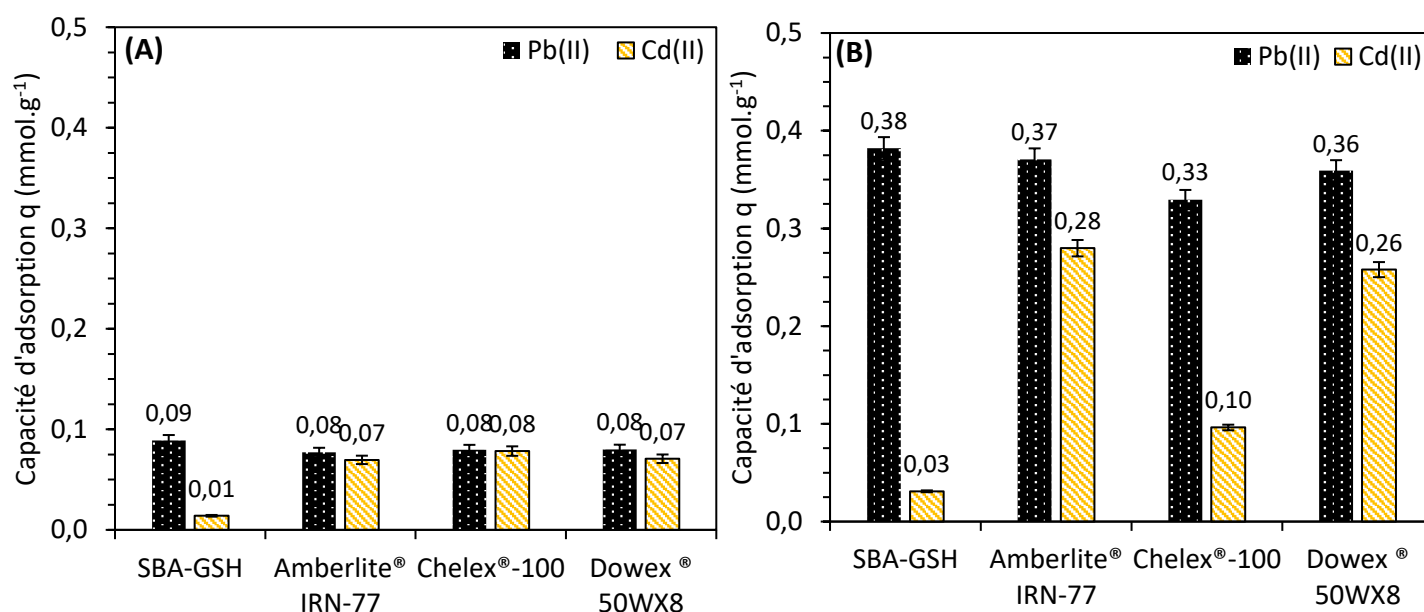 (A)
Pb(II) Cd(II)
Capacité d'adsorption q (mmol.g-1)
0,5
0,4
0,3
0,2
0,1
0,0
0,09
0,01
0,08
0,07
0,08
0,08
0,08
0,07
SBA-GSH
Amberlite®
IRN-77
Chelex®-100
Dowex ®
50WX8
(B)
Pb(II) Cd(II)
Capacité d'adsorption q (mmol.g-1)
0,5
0,4
0,3
0,2
0,1
0,0
0,38
0,03
0,37
0,28
0,33
0,10
0,36
0,26
SBA-GSH
Amberlite®
IRN-77
Chelex®-100
Dowex ®
50WX8